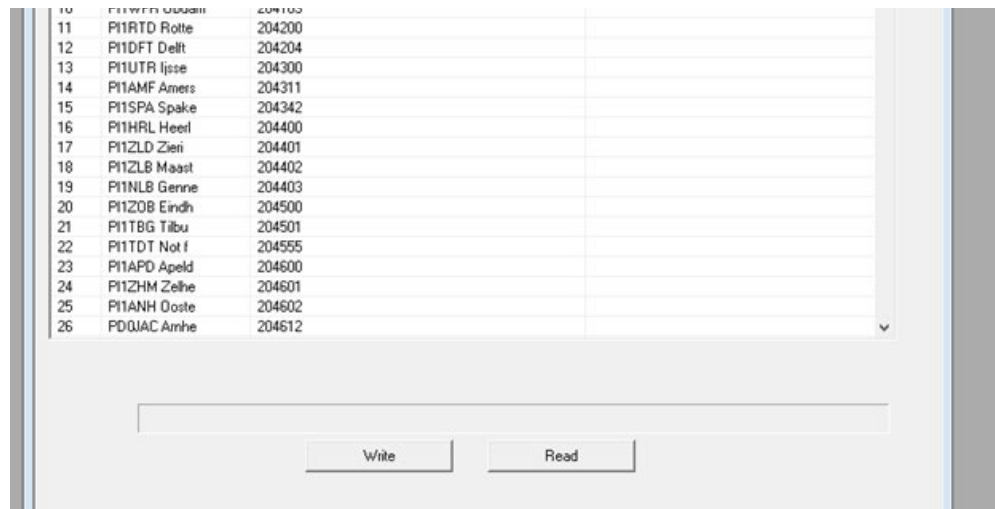 11 PI1RTD Rotte 204200
12 PI1DFT Delft 204204
13 PI1UTR Ijsse 204300
14 PI1AMF Amers 204311
15 PI1SPA Spake 204342
16 PI1HRL Heerl 204400
17 PI1ZLD Zieri 204401
18 PI1ZLB Maast 204402
19 PI1NLB Genne 204403
20 PI1ZOB Eindh 204500
21 PI1TBG Tilbu 204501
22 PI1TDT Not f 204555
23 PI1APD Apeld 204600
24 PI1ZHM Zelhe 204601
25 PI1ANH Ooste 204602
26 PD0JAC Arnhe 204612
Write Read